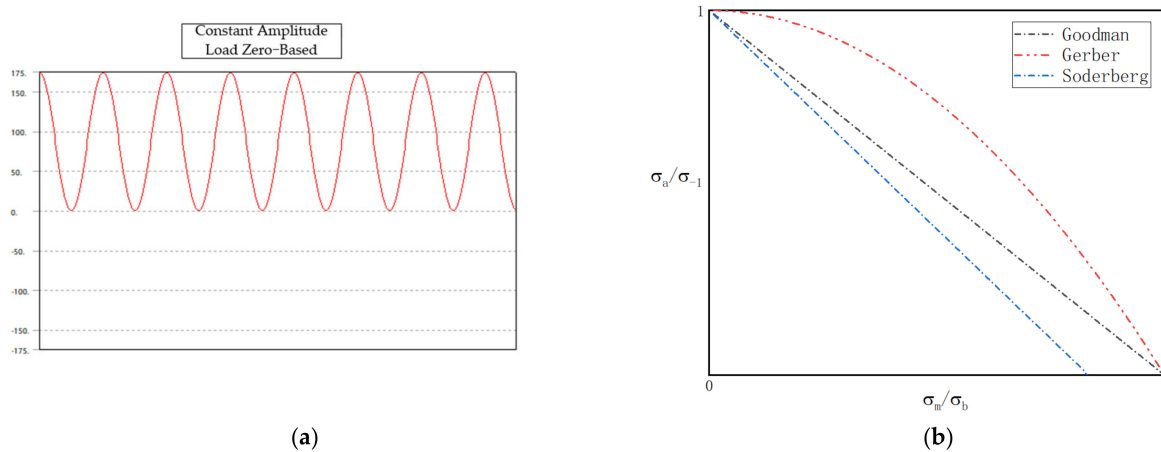 Constant Amplitude
Load Zero-Based
175.
150.
100.
50.
0.
-50.
-100.
-150.
-175.
(a)
1
Goodman
Gerber
Soderberg
σa/σ-1
0
σm/σb
(b)